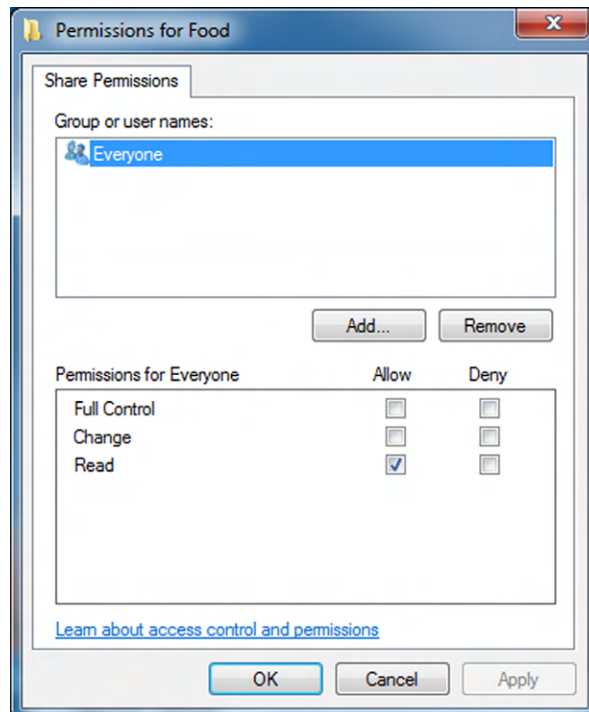 Permissions for Food
Share Permissions
Group or user names:
Everyone
Add... Remove
Permissions for Everyone Allow Deny
Full Control
Change
Read
Learn about access control and permissions
OK Cancel Apply